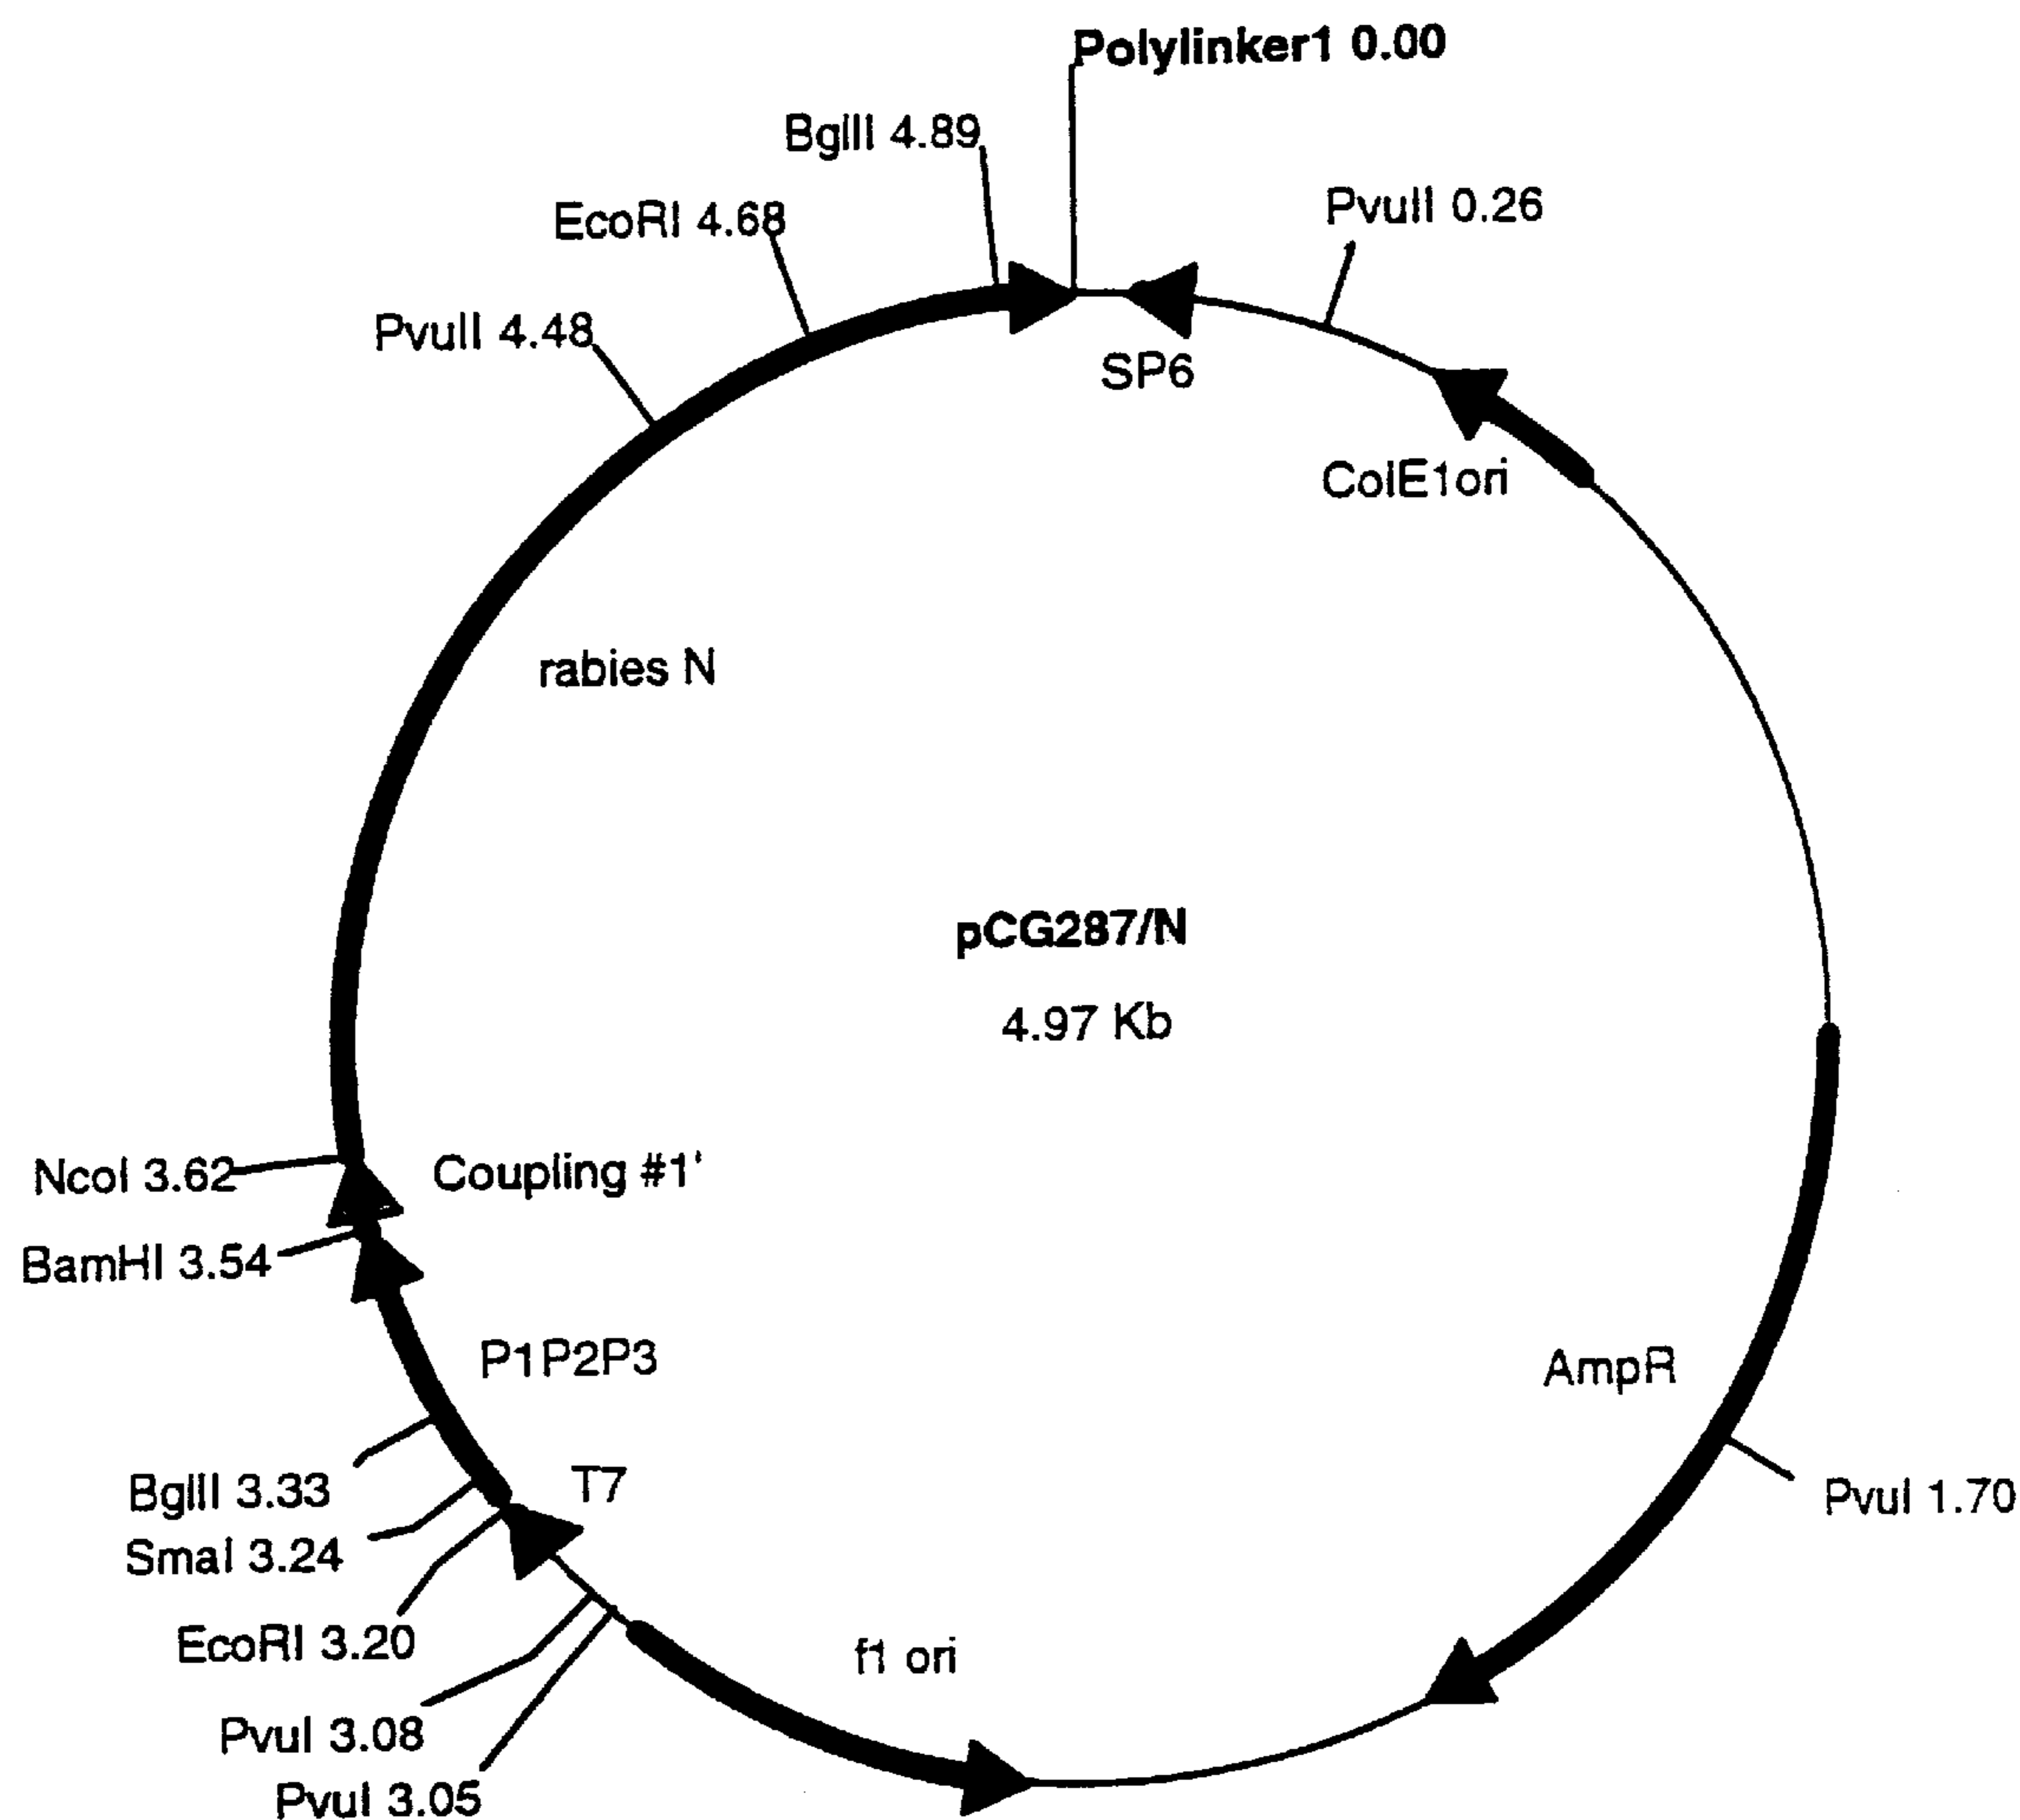 Polylinker1 0.00
BglII 4.89
PvuII 0.26
EcoRI 4.68
PvuII 4.48
SP6
ColE1ori
rabies N
pCG287/N
4.97 Kb
NcoI 3.62
Coupling #1'
BamHI 3.54
P1P2P3
AmpR
BglII 3.33
T7
PvuI 1.70
SmaI 3.24
EcoRI 3.20
f1 ori
PvuI 3.08
PvuI 3.05